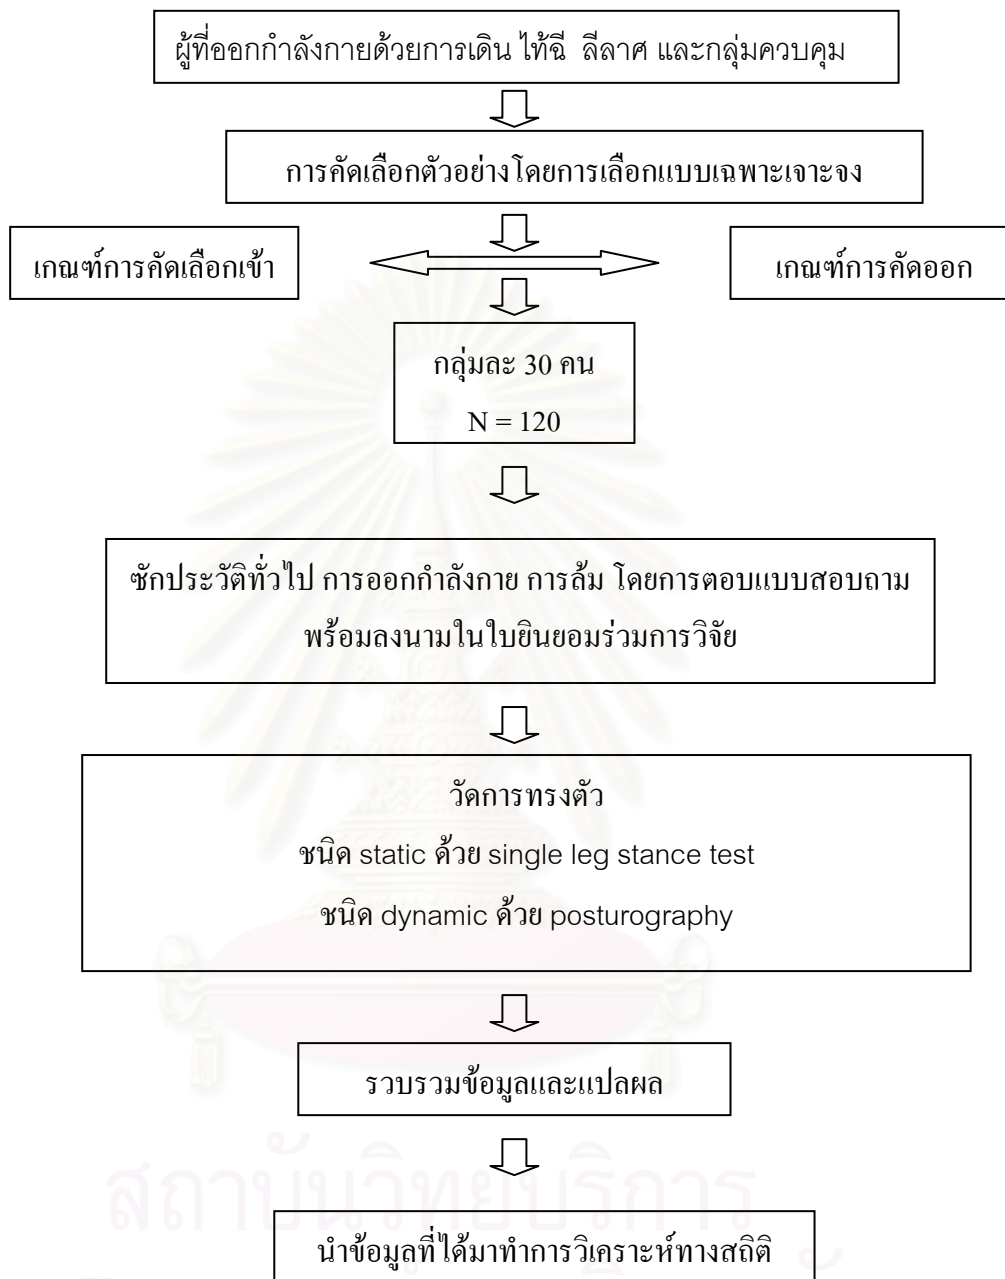 ผู้ที่ออกกำลังกายด้วยการเดิน ไท้ฉี ลีลาศ และกลุ่มควบคุม
การคัดเลือกตัวอย่างโดยการเลือกแบบเฉพาะเจาะจง
เกณฑ์การคัดเลือกเข้า
เกณฑ์การคัดออก
กลุ่มละ 30 คน
N = 120
ซักประวัติทั่วไป การออกกำลังกาย การล้ม โดยการตอบแบบสอบถาม
พร้อมลงนามในใบยินยอมร่วมการวิจัย
วัดการทรงตัว
ชนิด static ด้วย single leg stance test
ชนิด dynamic ด้วย posturography
รวบรวมข้อมูลและแปลผล
สถาบันวิทยบริการ
นำข้อมูลที่ได้มาทำการวิเคราะห์ทางสถิติ